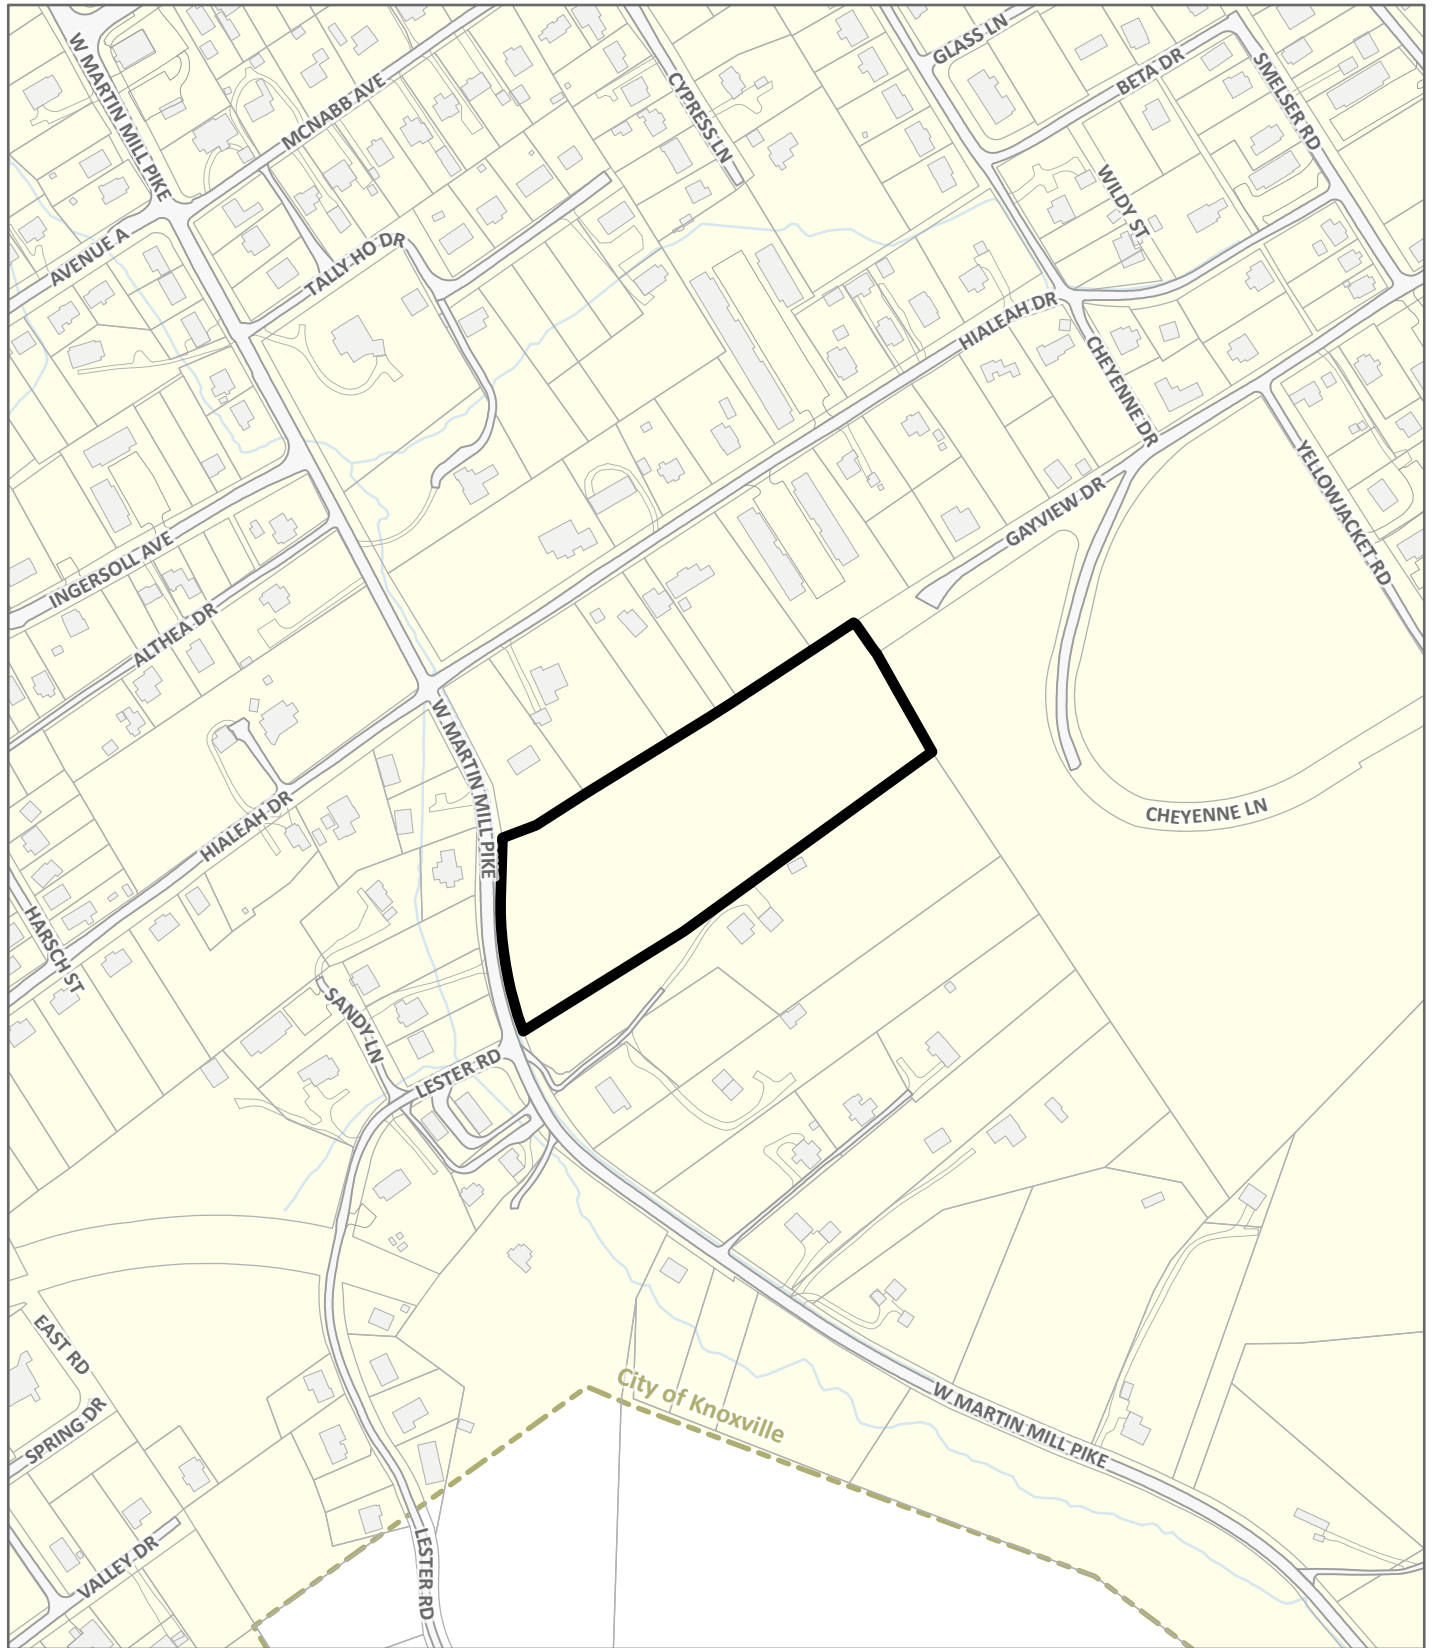 W MARTIN MILL PIKE
MCNABB AVE
CYPRESS LN
GLASS LN
BETA DR
SMELSER RD
WILDY ST
AVENUE A
TALLY HO DR
HIALEAH DR
CHEYENNE DR
YELLOWJACKET RD
GAYVIEW DR
INGERSOLL AVE
ALTHEA DR
W MARTIN MILL PIKE
CHEYENNE LN
HIALEAH DR
HARSCH ST
SANDY LN
LESTER RD
EAST RD
SPRING DR
City of Knoxville
W MARTIN MILL PIKE
VALLEY DR
LESTER RD